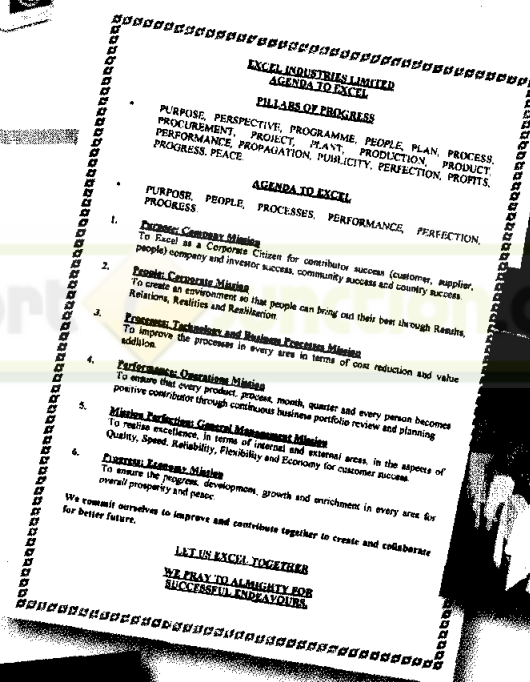 EXCEL INDUSTRIES LIMITED
AGENDA TO EXCEL
PILLARS OF PROGRESS
• PURPOSE, PERSPECTIVE, PROGRAMME, PEOPLE, PLAN, PROCESS,
PROCUREMENT, PROJECT, PLANT, PRODUCTION, PRODUCT,
PERFORMANCE, PROPAGATION, PUBLICITY, PERFECTION, PROFITS,
PROGRESS, PEACE.
AGENDA TO EXCEL
• PURPOSE, PEOPLE, PROCESSES, PERFORMANCE, PERFECTION,
PROGRESS.
1. Purpose: Company Mission
To Excel as a Corporate Citizen for contributor success (customer, supplier,
people) company and investor success, community success and country success.
2. People: Corporate Mission
To create an environment so that people can bring out their best through Results,
Relations, Realities and Realisation.
3. Processes: Technology and Business Processes Mission
To improve the processes in every area in terms of cost reduction and value
addition.
4. Performance: Operations Mission
To ensure that every product, process, month, quarter and every person becomes
positive contributor through continuous business portfolio review and planning
5. Mission Perfection: General Management Mission
To realise excellence, in terms of internal and external areas, in the aspects of
Quality, Speed, Reliability, Flexibility and Economy for customer success.
6. Progress: Economy Mission
To ensure the progress, development, growth and enrichment in every area for
overall prosperity and peace.
We commit ourselves to improve and contribute together to create and collaborate
for better future.
LET US EXCEL TOGETHER
WE PRAY TO ALMIGHTY FOR
SUCCESSFUL ENDEAVOURS.